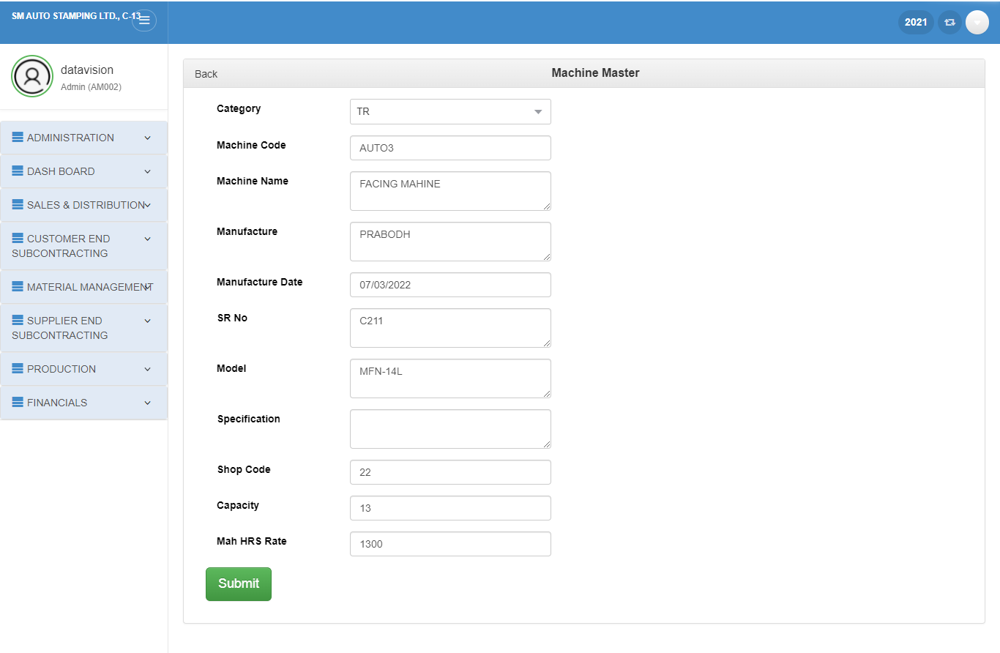 SM AUTO STAMPING LTD., C-13
2021
datavision
Admin (AM002)
ADMINISTRATION
DASH BOARD
SALES & DISTRIBUTION
CUSTOMER END
SUBCONTRACTING
MATERIAL MANAGEMENT
SUPPLIER END
SUBCONTRACTING
PRODUCTION
FINANCIALS
Back
Machine Master
Category
TR
Machine Code
AUTO3
Machine Name
FACING MAHINE
Manufacture
PRABODH
Manufacture Date
07/03/2022
SR No
C211
Model
MFN-14L
Specification
Shop Code
22
Capacity
13
Mah HRS Rate
1300
Submit